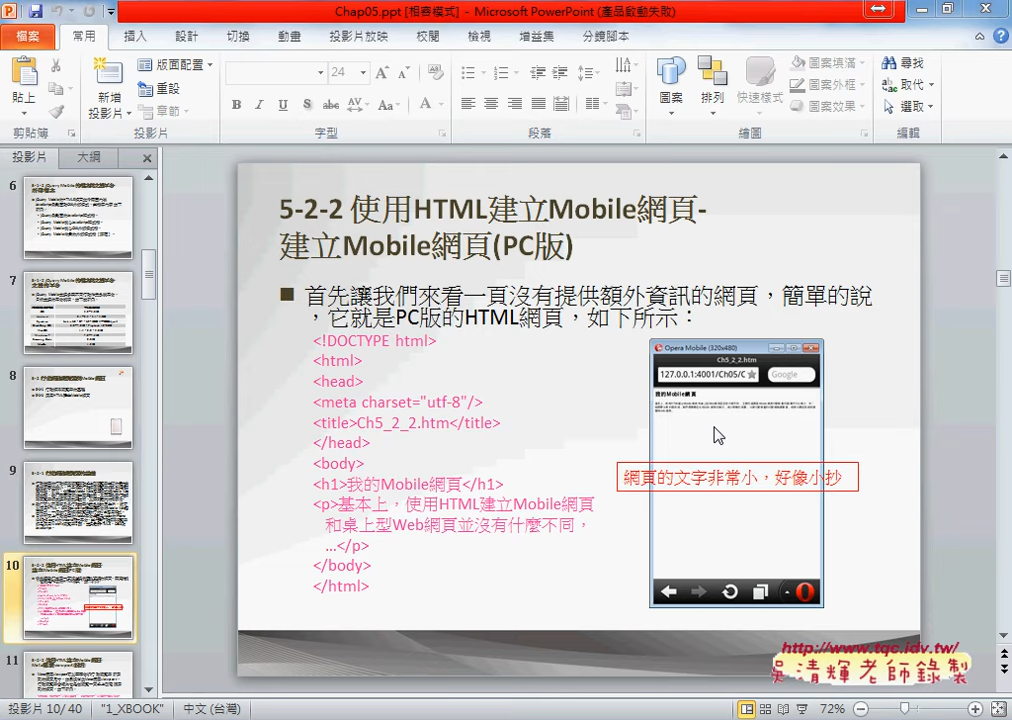 Chap05.ppt [相容模式] – Microsoft PowerPoint (產品啟動失敗)
檔案 常用 插入 設計 切換 動畫 投影片放映 校閱 檢視 增益集 分鏡腳本
貼上
新增
投影片
版面配置
重設
章節
24
圖案
排列
快速樣式
圖案填滿
圖案外框
圖案效果
尋找
取代
選取
剪貼簿 投影片 字型 段落 繪圖 編輯
投影片 大綱
6
7
8
9
10
11
5-2-2 使用HTML建立Mobile網頁-
建立Mobile網頁(PC版)
首先讓我們來看一頁沒有提供額外資訊的網頁，簡單的說
，它就是PC版的HTML網頁，如下所示：
<!DOCTYPE html>
<html>
<head>
<meta charset="utf-8"/>
<title>Ch5_2_2.htm</title>
</head>
<body>
<h1>我的Mobile網頁</h1>
<p>基本上，使用HTML建立Mobile網頁
和桌上型Web網頁並沒有什麼不同，
…</p>
</body>
</html>
Opera Mobile (320x480)
Ch5_2_2.htm
127.0.0.1:4001/Ch05/C
Google
我的Mobile網頁
網頁的文字非常小，好像小抄
http://www.tqc.idv.tw/
吳清輝老師錄製
投影片 10/40 "1_XBOOK" 中文 (台灣) 72%